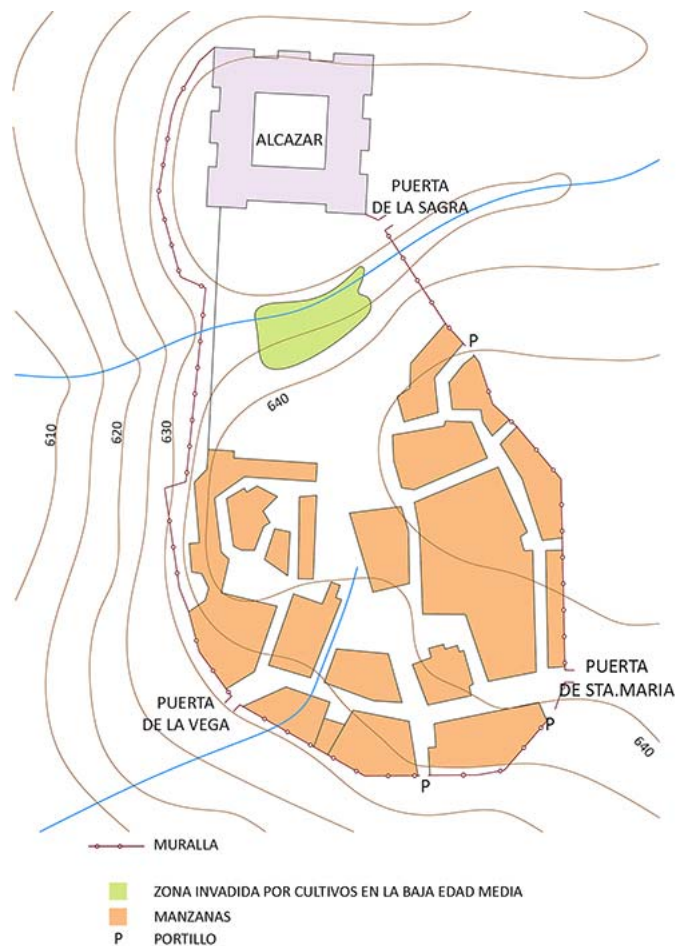 ALCAZAR
PUERTA
DE LA SAGRA
P
640
610
620
630
PUERTA
DE STA.MARIA
PUERTA
DE LA VEGA
P
640
P
MURALLA
ZONA INVADIDA POR CULTIVOS EN LA BAJA EDAD MEDIA
MANZANAS
P PORTILLO